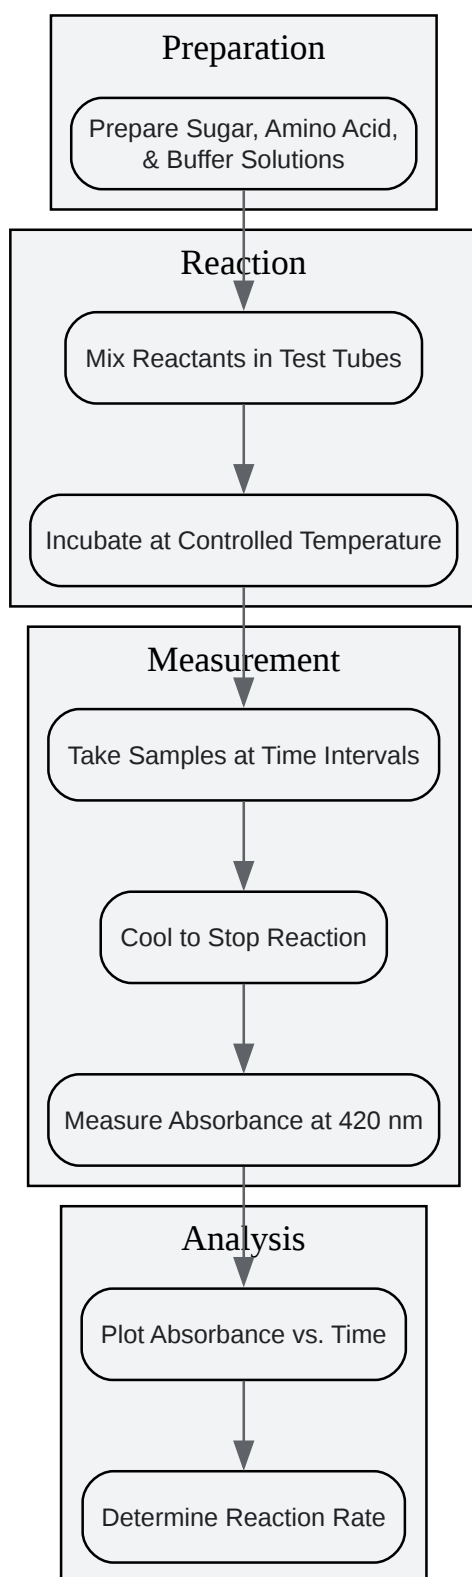 Preparation
Prepare Sugar, Amino Acid,
& Buffer Solutions
Reaction
Mix Reactants in Test Tubes
Incubate at Controlled Temperature
Measurement
Take Samples at Time Intervals
Cool to Stop Reaction
Measure Absorbance at 420 nm
Analysis
Plot Absorbance vs. Time
Determine Reaction Rate